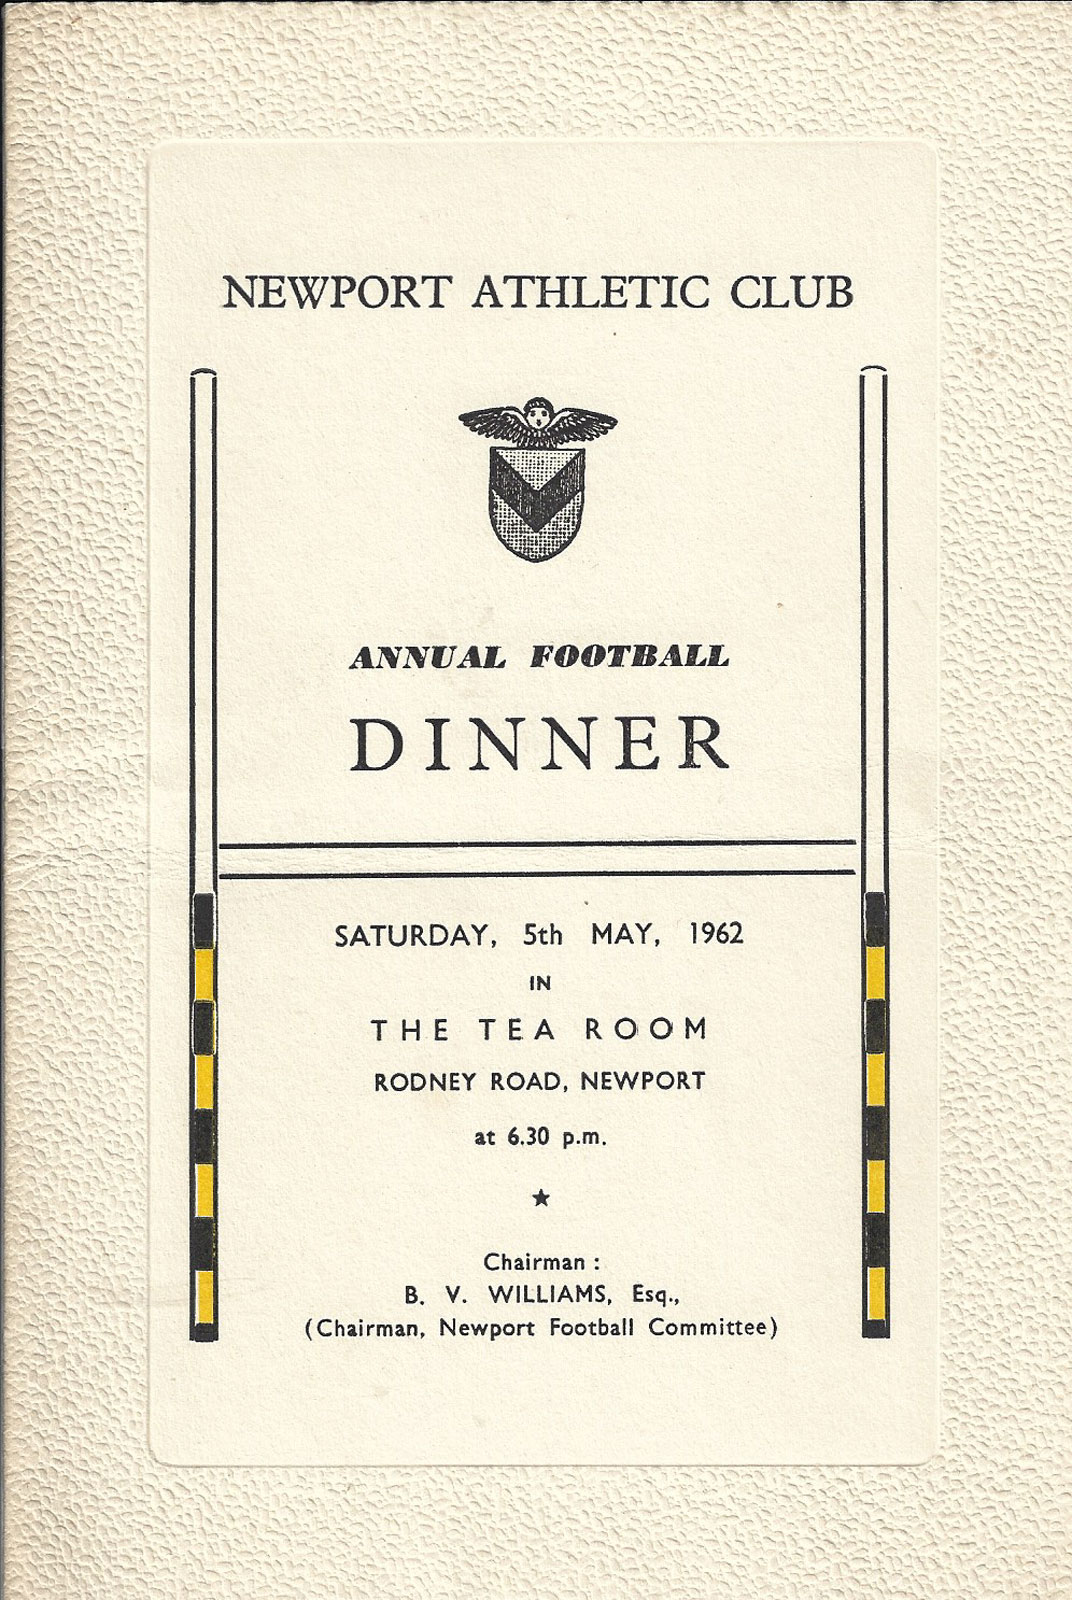 NEWPORT ATHLETIC CLUB
ANNUAL FOOTBALL
DINNER
SATURDAY, 5th MAY, 1962
IN
THE TEA ROOM
RODNEY ROAD, NEWPORT
at 6.30 p.m.
Chairman :
B. V. WILLIAMS, Esq.,
(Chairman, Newport Football Committee)